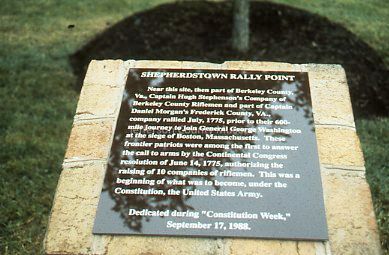 SHEPHERDSTOWN RALLY POINT
Near this site, then part of Berkeley County,
Va., Captain Hugh Stephenson's Company of
Berkeley County Riflemen and part of Captain
Daniel Morgan's Frederick County, VA.,
company rallied July, 1775, prior to their 600-
mile journey to join General George Washington
at the siege of Boston, Massachusetts. These
frontier patriots were among the first to answer
the call to arms by the Continental Congress
resolution of June 14, 1775, authorizing the
raising of 10 companies of riflemen. This was a
beginning of what was to become, under the
Constitution, the United States Army.
Dedicated during "Constitution Week,"
September 17, 1988.